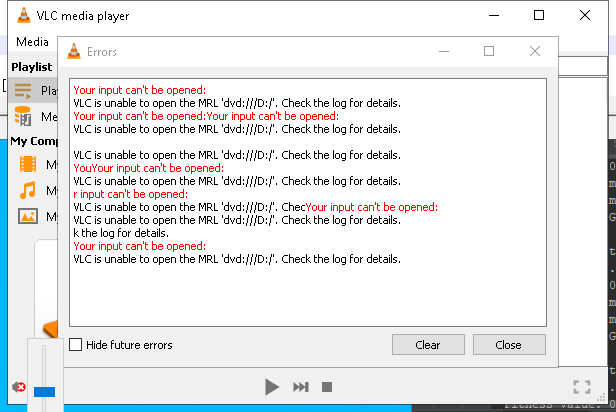 VLC media player
Media
Errors
Playlist
Your input can't be opened:
VLC is unable to open the MRL 'dvd:///D:/'. Check the log for details.
Your input can't be opened:Your input can't be opened:
VLC is unable to open the MRL 'dvd:///D:/'. Check the log for details.
VLC is unable to open the MRL 'dvd:///D:/'. Check the log for details.
YouYour input can't be opened:
VLC is unable to open the MRL 'dvd:///D:/'. Check the log for details.
r input can't be opened:
VLC is unable to open the MRL 'dvd:///D:/'. ChecYour input can't be opened:
VLC is unable to open the MRL 'dvd:///D:/'. Check the log for details.
k the log for details.
Your input can't be opened:
VLC is unable to open the MRL 'dvd:///D:/'. Check the log for details.
Play
Me
My Comp
My
My
My
Hide future errors
Clear
Close